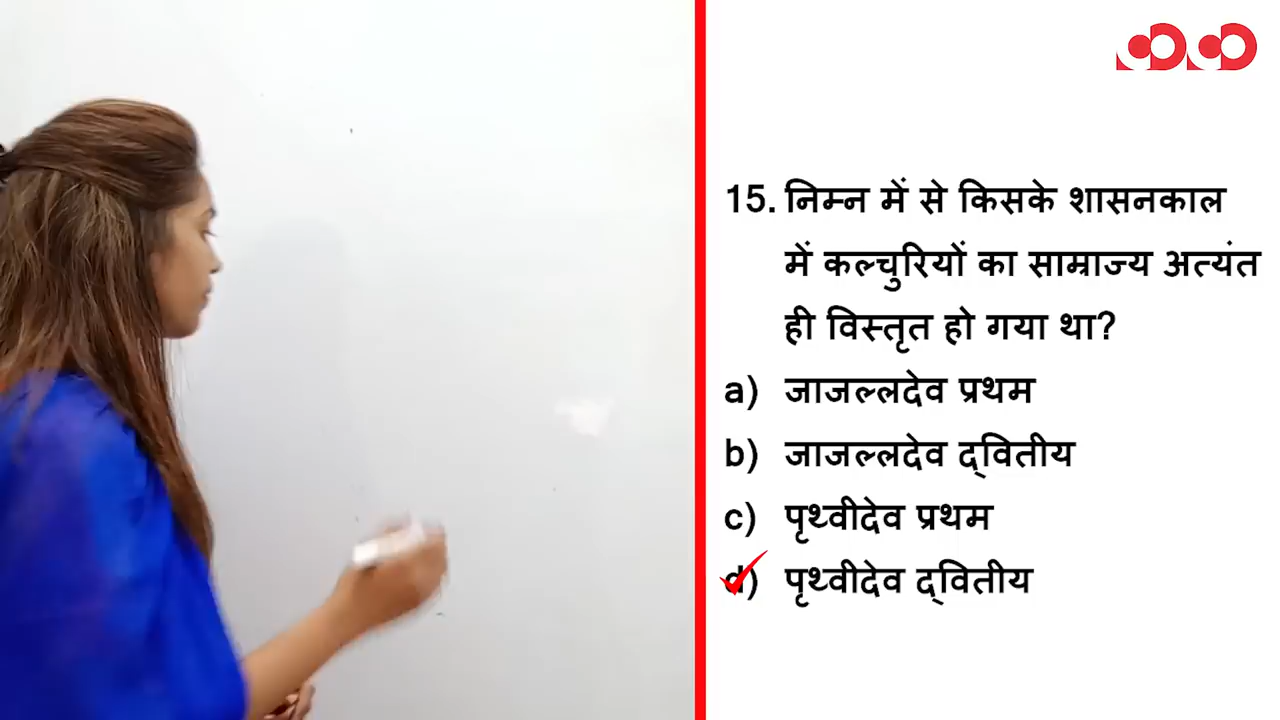 15. निम्न में से किसके शासनकाल
में कल्चुरियों का साम्राज्य अत्यंत
ही विस्तृत हो गया था?
a) जाजल्लदेव प्रथम
b) जाजल्लदेव द्वितीय
c) पृथ्वीदेव प्रथम
d) पृथ्वीदेव द्वितीय